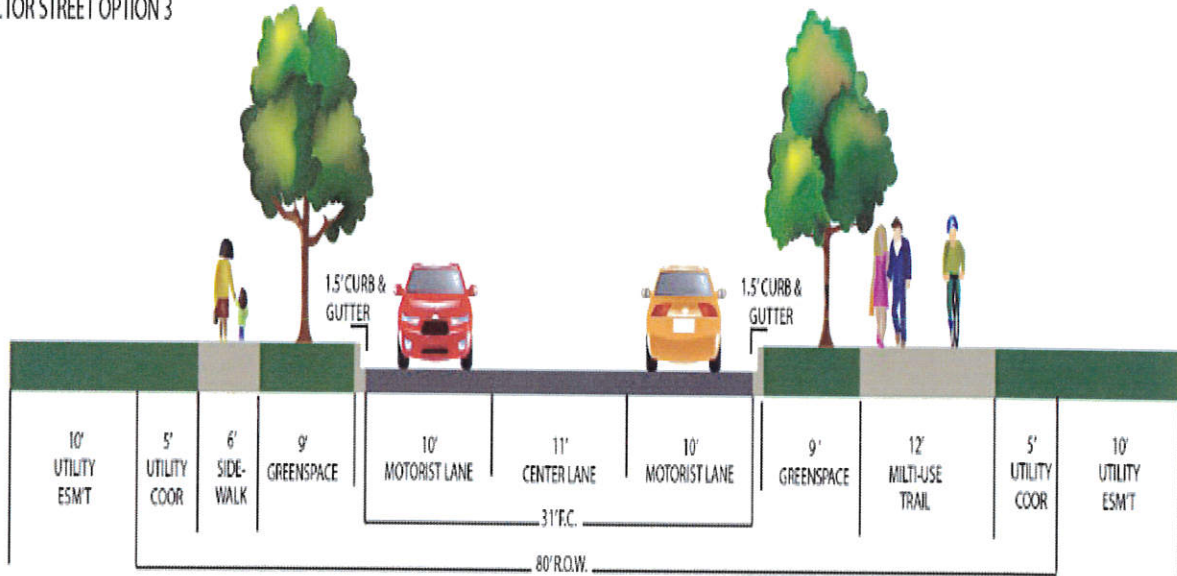 TOR STREET OPTION 3
1.5' CURB &
GUTTER
1.5' CURB &
GUTTER
10'
UTILITY
ESM'T
5'
UTILITY
COOR
6'
SIDE-
WALK
9'
GREENSPACE
10'
MOTORIST LANE
11'
CENTER LANE
10'
MOTORIST LANE
9'
GREENSPACE
12'
MILTI-USE
TRAIL
5'
UTILITY
COOR
10'
UTILITY
ESM'T
31' F.C.
80' R.O.W.